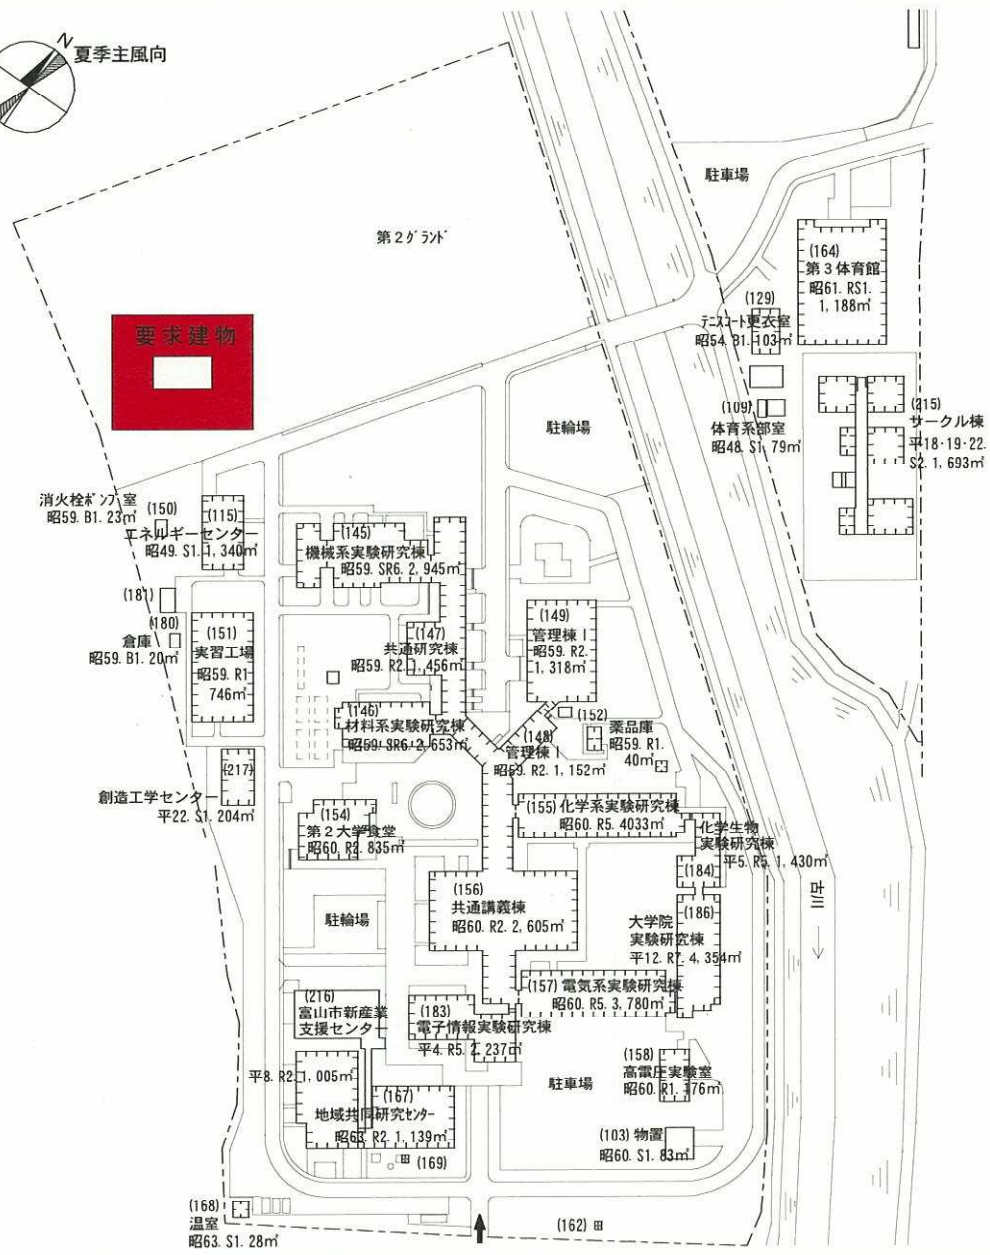 N
夏季主風向
駐車場
第2グランド
(164)
第3体育館
昭61. RS1.
1, 188㎡
(129)
テニスコート更衣室
昭54. B1. 103㎡
要求建物
(109)
体育系部室
昭48. S1. 79㎡
(215)
サークル棟
平18・19・22.
S2. 1, 693㎡
駐輪場
消火栓ポンプ室
昭59. B1. 23㎡
(150)
(115)
エネルギーセンター
昭49. S1. 1, 340㎡
(145)
機械系実験研究棟
昭59. SR6. 2, 945㎡
(181)
(180)
倉庫
昭59. B1. 20㎡
(151)
実習工場
昭59. R1
746㎡
(147)
共通研究棟
昭59. R2. 1, 456㎡
(149)
管理棟Ⅰ
昭59. R2.
1, 318㎡
(146)
材料系実験研究棟
昭59. SR6. 2, 653㎡
(152)
(148)
管理棟Ⅰ
昭59. R2. 1, 152㎡
薬品庫
昭59. R1.
40㎡
(217)
創造工学センター
平22. S1. 204㎡
(154)
第2大学食堂
昭60. R2. 835㎡
(155) 化学系実験研究棟
昭60. R5. 4033㎡
化学生物
実験研究棟
平5. R5. 1, 430㎡
(184)
(156)
共通講義棟
昭60. R2. 2, 605㎡
駐輪場
(186)
大学院
実験研究棟
平12. R7. 4, 354㎡
古川
(157) 電気系実験研究棟
昭60. R5. 3, 780㎡
(216)
富山市新産業
支援センター
平8. R2. 1, 005㎡
(183)
電子情報実験研究棟
平4. R5. 2, 237㎡
(158)
高電圧実験室
昭60. R1. 176㎡
駐車場
(167)
地域共同研究センター
昭63. R2. 1, 139㎡
(103) 物置
昭60. S1. 83㎡
(169)
(168)
温室
昭63. S1. 28㎡
(162)